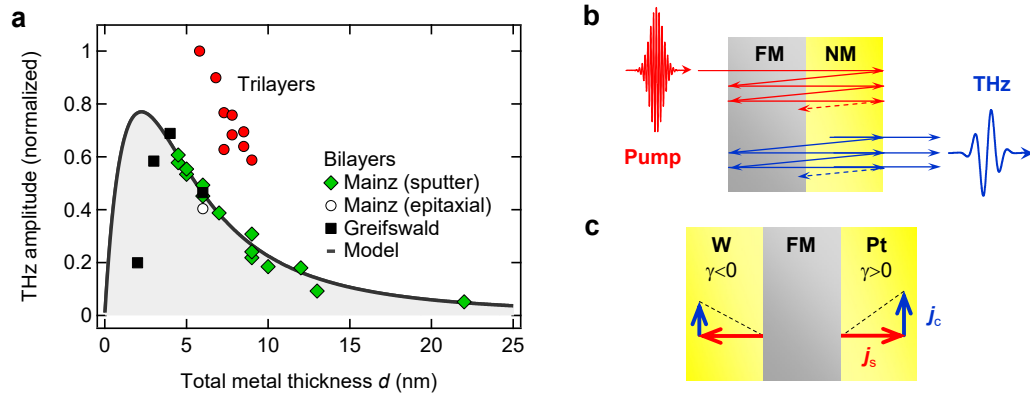 a
THz amplitude (normalized)
1
0.8
0.6
0.4
0.2
0
0
5
10
15
20
25
Total metal thickness d (nm)
Trilayers
Bilayers
Mainz (sputter)
Mainz (epitaxial)
Greifswald
Model
b
FM NM
Pump
THz
c
W FM Pt
γ<0 γ>0
jc
js